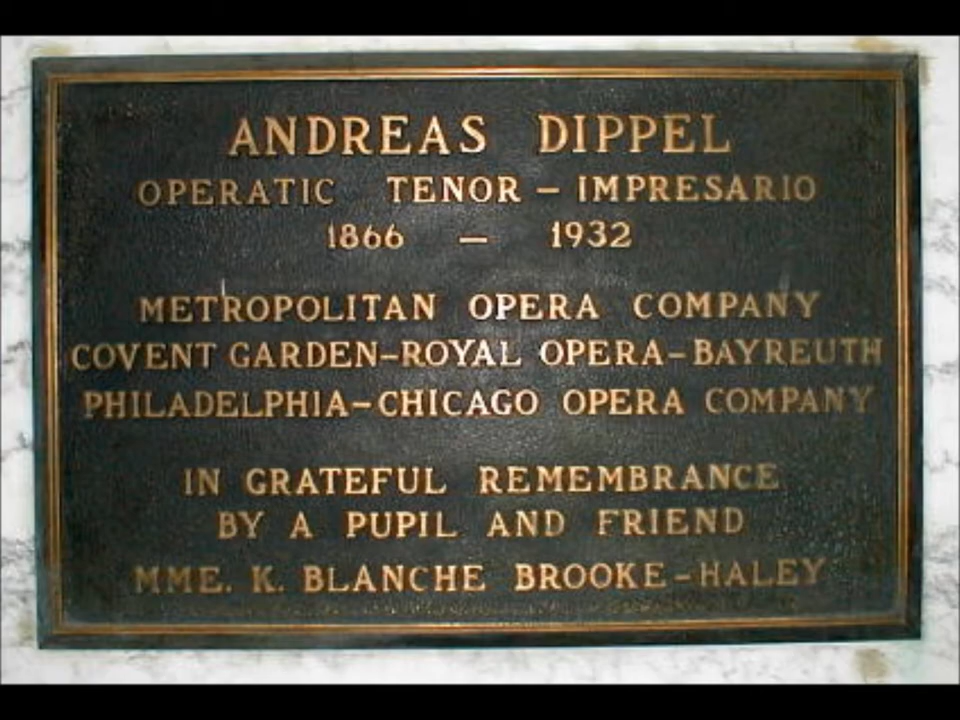 ANDREAS DIPPEL
OPERATIC TENOR – IMPRESARIO
1866 – 1932
METROPOLITAN OPERA COMPANY
COVENT GARDEN–ROYAL OPERA–BAYREUTH
PHILADELPHIA–CHICAGO OPERA COMPANY
IN GRATEFUL REMEMBRANCE
BY A PUPIL AND FRIEND
MME. K. BLANCHE BROOKE–HALEY